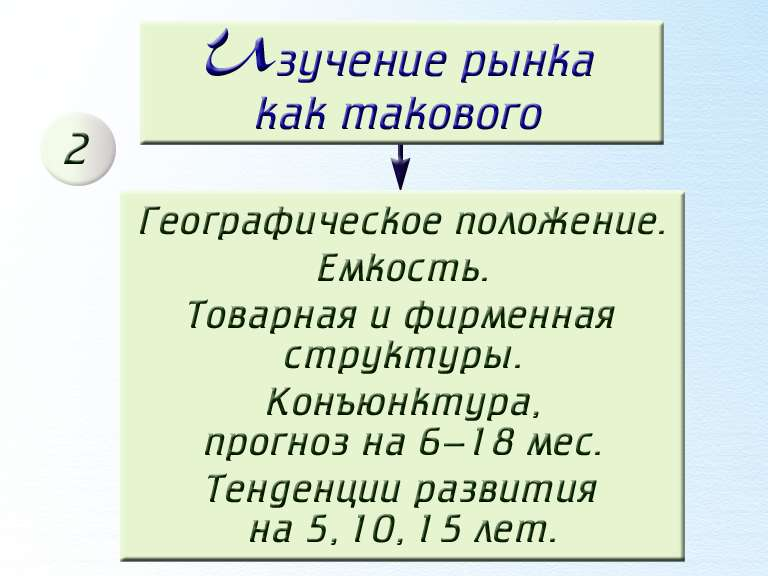 Изучение рынка
как такового
2
Географическое положение.
Емкость.
Товарная и фирменная
структуры.
Конъюнктура,
прогноз на 6–18 мес.
Тенденции развития
на 5, 10, 15 лет.